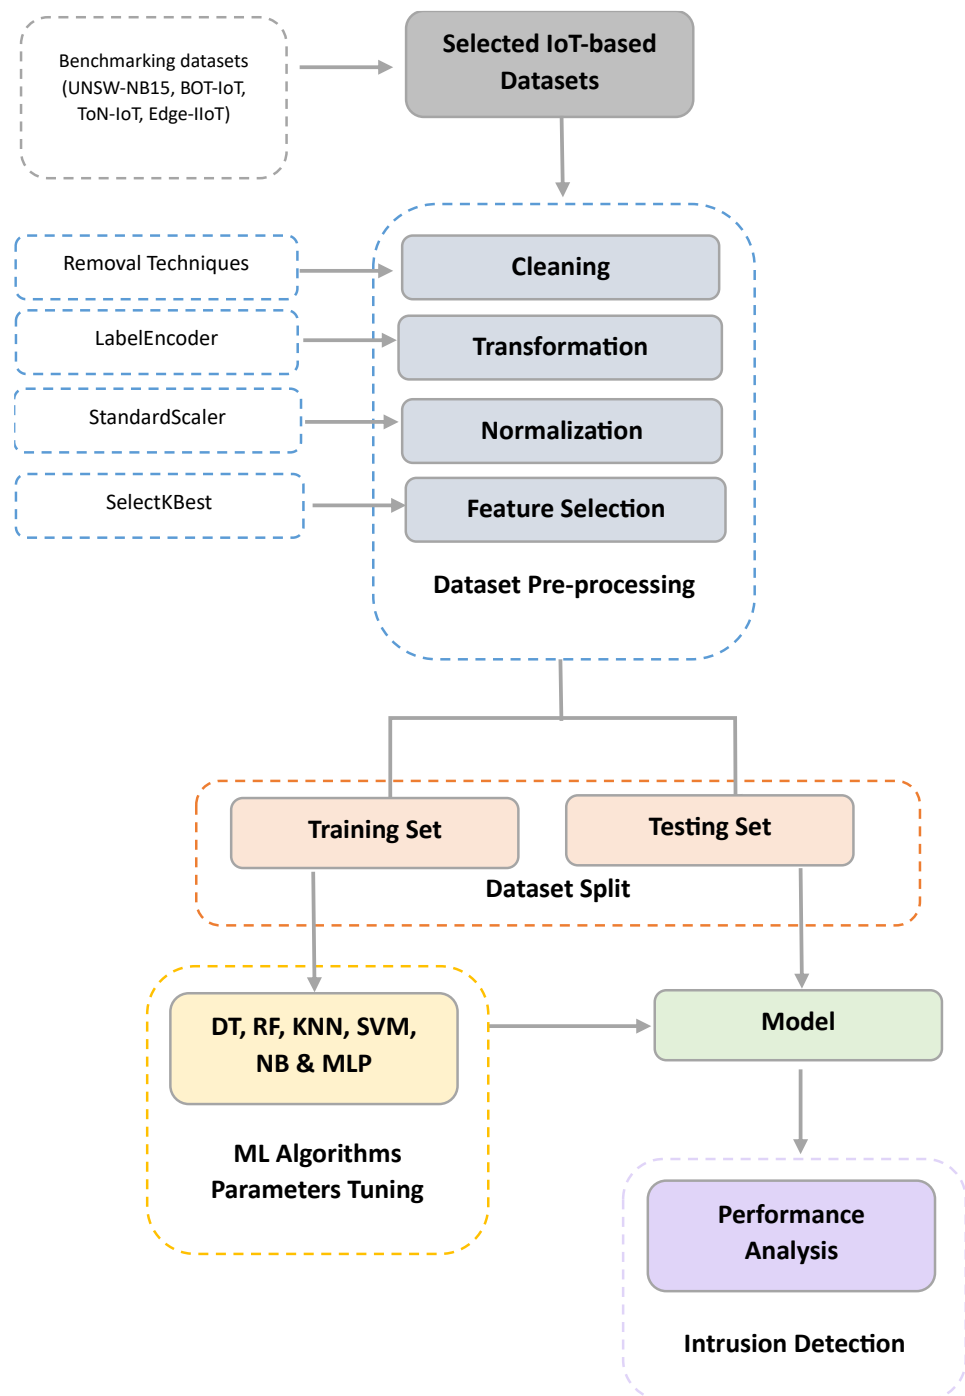 Benchmarking datasets
(UNSW-NB15, BOT-IoT,
ToN-IoT, Edge-IIoT)
Selected IoT-based
Datasets
Removal Techniques
Cleaning
LabelEncoder
Transformation
StandardScaler
Normalization
SelectKBest
Feature Selection
Dataset Pre-processing
Training Set
Testing Set
Dataset Split
DT, RF, KNN, SVM,
NB & MLP
Model
ML Algorithms
Parameters Tuning
Performance
Analysis
Intrusion Detection